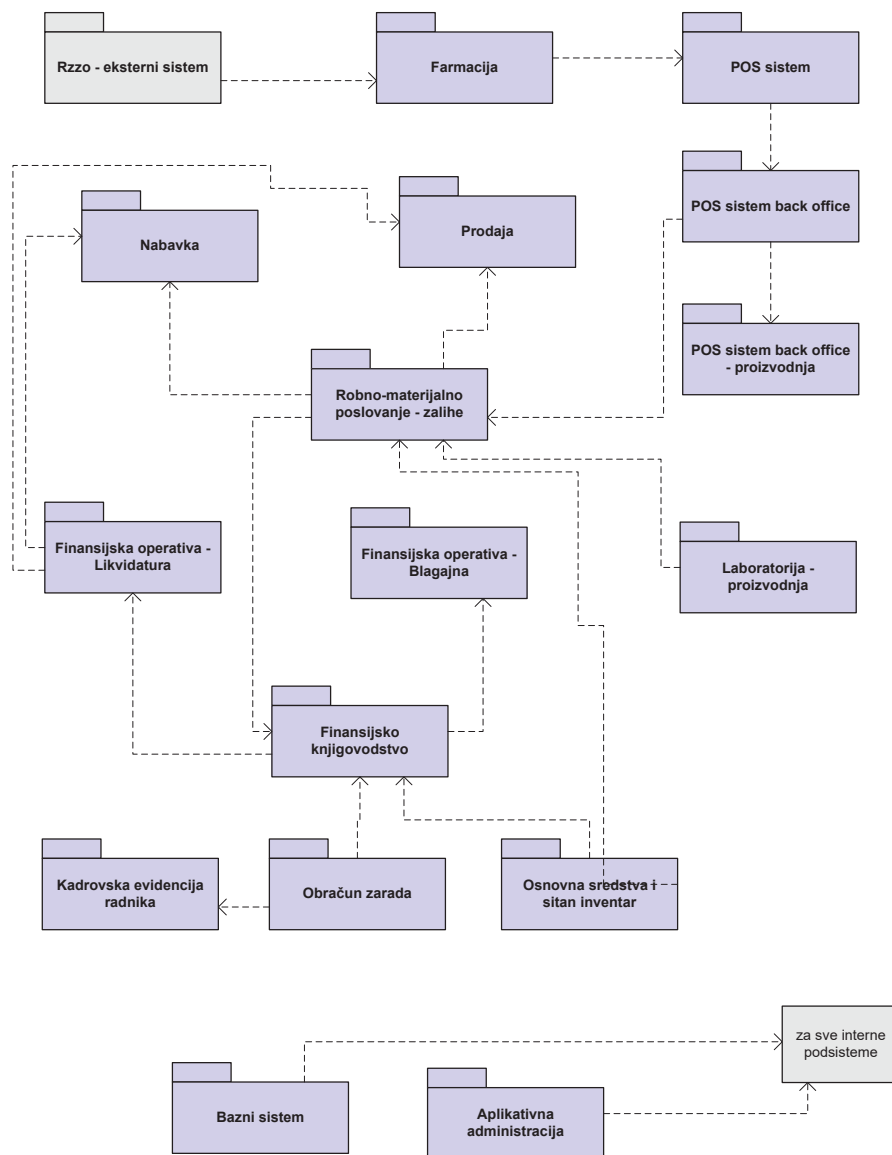 Rzzo - eksterni sistem
Farmacija
POS sistem
POS sistem back office
Nabavka
Prodaja
POS sistem back office
- proizvodnja
Robno-materijalno
poslovanje - zalihe
Finansijska operativa -
Likvidatura
Finansijska operativa -
Blagajna
Laboratorija -
proizvodnja
Finansijsko
knjigovodstvo
Kadrovska evidencija
radnika
Obračun zarada
Osnovna sredstva i
sitan inventar
za sve interne
podsisteme
Bazni sistem
Aplikativna
administracija